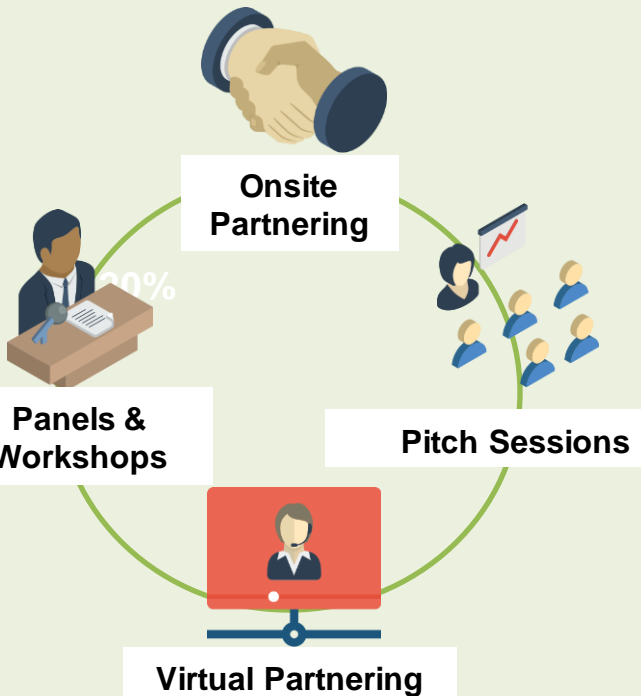 Onsite
Partnering
Panels &
Workshops
Pitch Sessions
Virtual Partnering